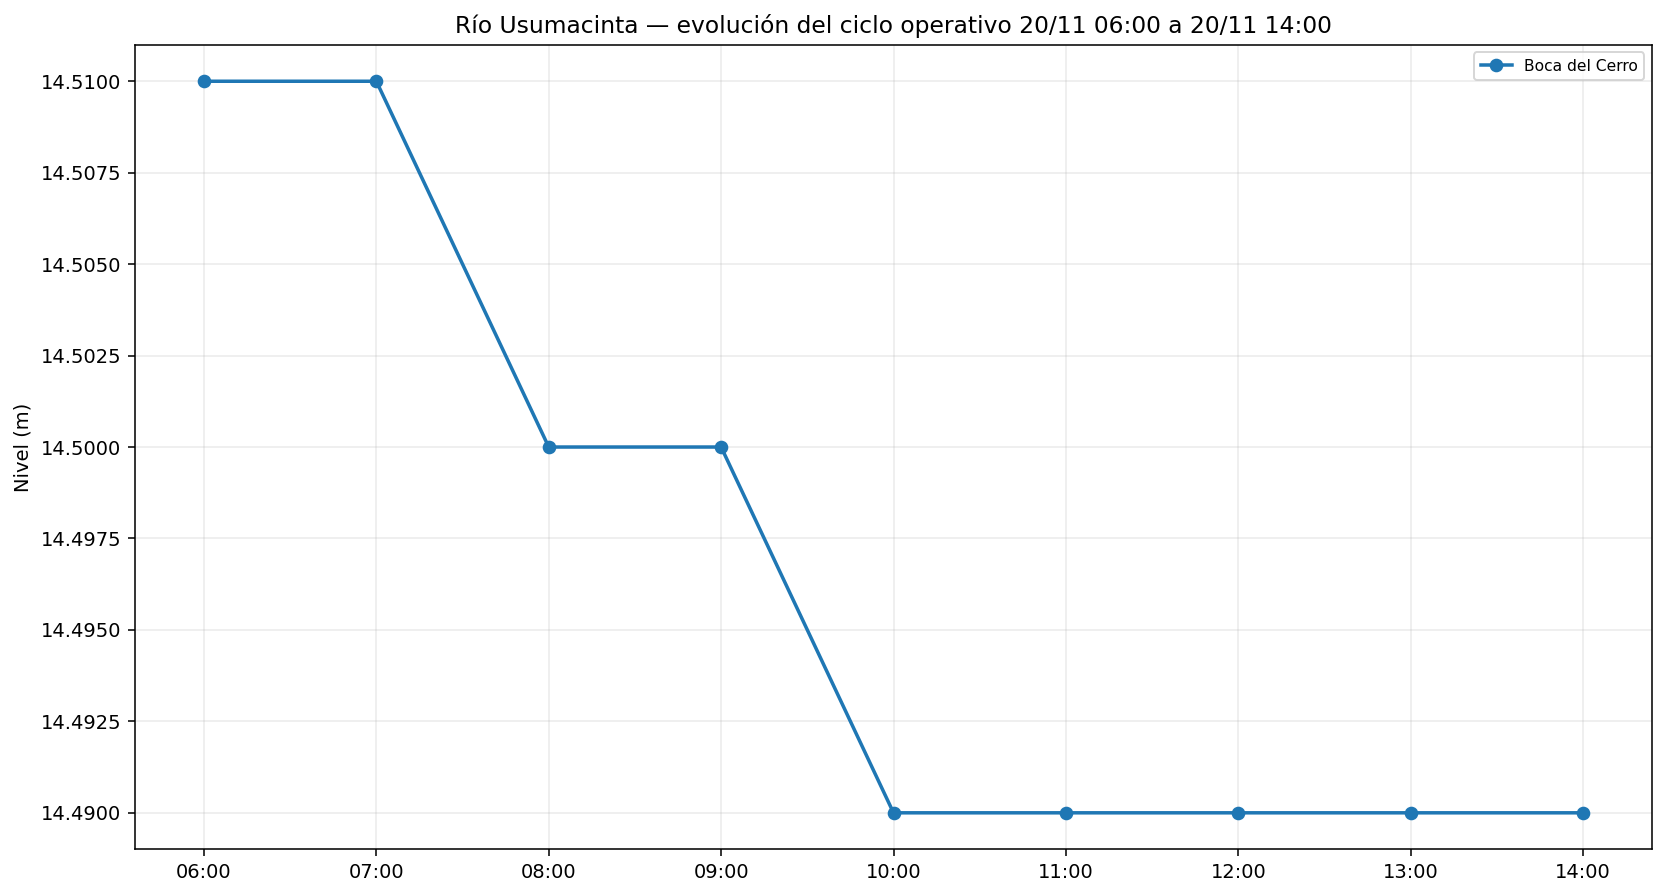 Río Usumacinta — evolución del ciclo operativo 20/11 06:00 a 20/11 14:00
Boca del Cerro
Nivel (m)
14.5100
14.5075
14.5050
14.5025
14.5000
14.4975
14.4950
14.4925
14.4900
06:00 07:00 08:00 09:00 10:00 11:00 12:00 13:00 14:00